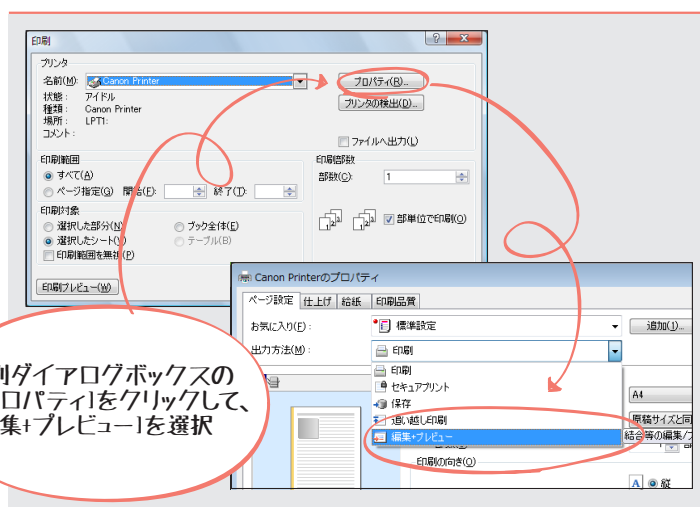 印刷
プリンタ
名前(M): Canon Printer
プロパティ(R)...
状態： アイドル
プリンタの検出(D)...
種類： Canon Printer
場所： LPT1:
コメント：
ファイルへ出力(L)
印刷範囲
すべて(A)
ページ指定(G) 開始(F): 終了(T):
印刷部数
部数(C): 1
印刷対象
選択した部分(N) ブック全体(E)
選択したシート(V) テーブル(B)
印刷範囲を無視(P)
1 2 3 1 2 3 部単位で印刷(O)
印刷プレビュー(W)
Canon Printerのプロパティ
ページ設定 仕上げ 給紙 印刷品質
お気に入り(F)： 標準設定 追加(1)...
出力方法(M)： 印刷
印刷
セキュアプリント
保存
追い越し印刷
編集+プレビュー
A4
原稿サイズと同
結合等の編集/プ
1
印刷の向き(O)
A 縦
刷ダイアログボックスの
ロパティ]をクリックして、
集+プレビュー]を選択